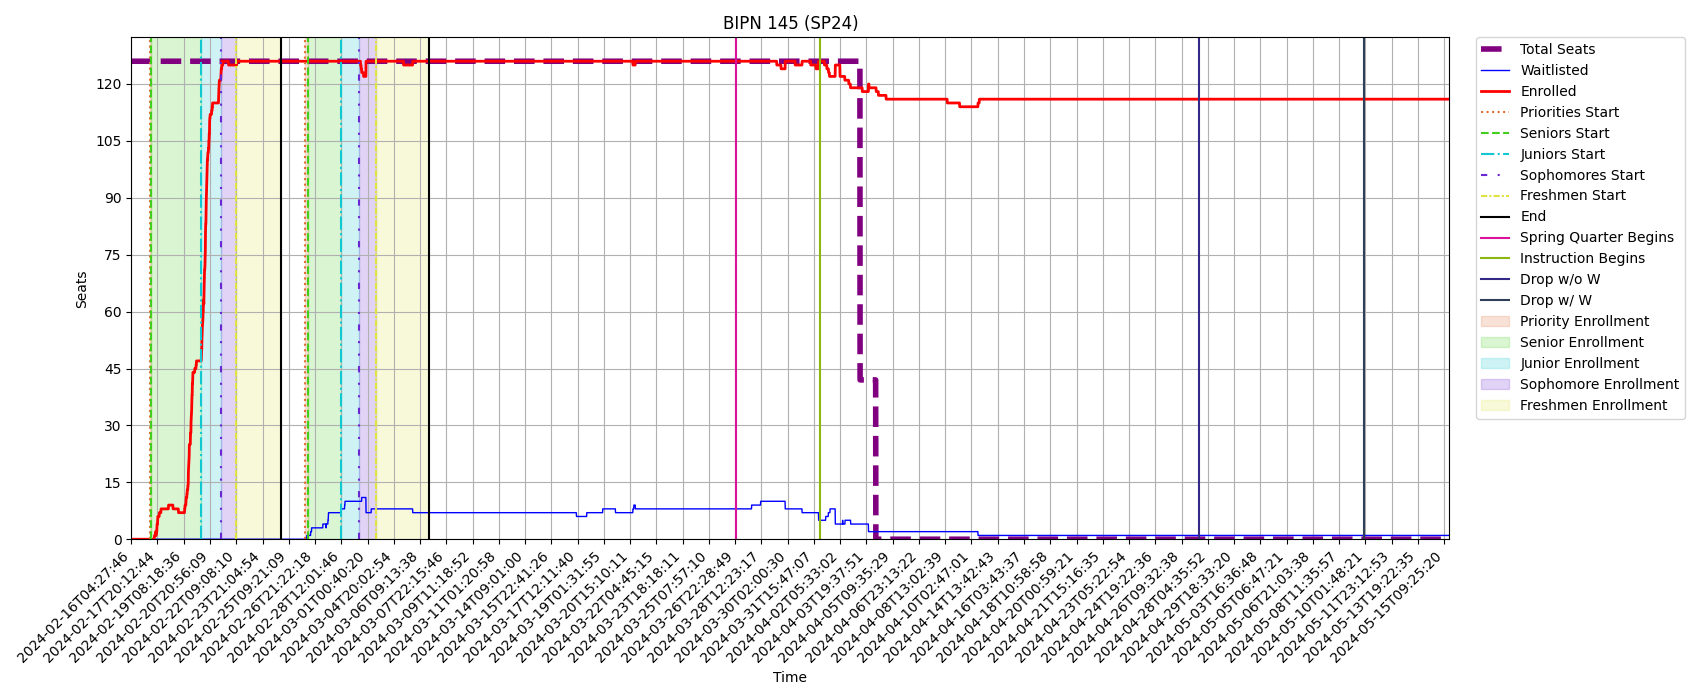 BIPN 145 (SP24)
Seats
120
105
90
75
60
45
30
15
0
2024-02-16T04:27:46
2024-02-17T20:12:44
2024-02-19T08:18:36
2024-02-20T20:56:09
2024-02-22T09:08:10
2024-02-23T21:04:54
2024-02-25T09:21:09
2024-02-26T21:22:18
2024-02-28T12:01:46
2024-03-01T00:40:20
2024-03-04T00:02:54
2024-03-06T09:13:38
2024-03-07T22:15:46
2024-03-09T11:18:52
2024-03-12T01:20:58
2024-03-14T09:01:00
2024-03-15T22:41:26
2024-03-17T12:11:40
2024-03-19T01:31:55
2024-03-20T15:10:11
2024-03-22T04:45:15
2024-03-23T18:18:11
2024-03-25T07:57:10
2024-03-26T22:28:49
2024-03-28T12:23:17
2024-03-30T02:00:30
2024-03-31T15:47:07
2024-04-02T05:33:02
2024-04-03T19:37:51
2024-04-05T09:35:29
2024-04-06T23:13:22
2024-04-08T13:02:39
2024-04-10T02:47:01
2024-04-14T13:42:43
2024-04-16T03:43:37
2024-04-18T10:58:58
2024-04-20T00:59:21
2024-04-21T15:16:35
2024-04-23T05:22:54
2024-04-24T19:22:36
2024-04-26T09:32:38
2024-04-28T04:35:52
2024-04-29T18:33:20
2024-05-03T16:36:48
2024-05-05T06:47:21
2024-05-06T21:03:38
2024-05-08T11:35:57
2024-05-10T01:48:21
2024-05-11T23:12:53
2024-05-13T19:22:35
2024-05-15T09:25:20
Time
Total Seats
Waitlisted
Enrolled
Priorities Start
Seniors Start
Juniors Start
Sophomores Start
Freshmen Start
End
Spring Quarter Begins
Instruction Begins
Drop w/o W
Drop w/ W
Priority Enrollment
Senior Enrollment
Junior Enrollment
Sophomore Enrollment
Freshmen Enrollment